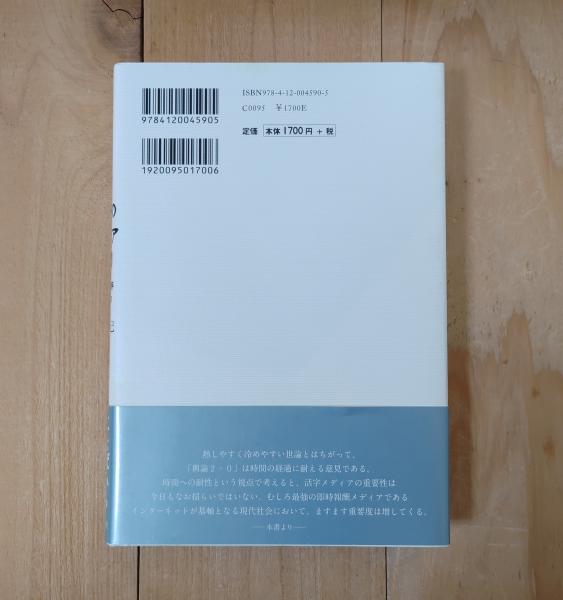 ISBN978-4-12-004590-5
C0095 ¥1700E
定価 本体1700円 + 税
9784120045905
1920095017006
熱しやすく冷めやすい世論とはちがって、
「輿論2・0」は時間の経過に耐える意見である。
時間への耐性という視点で考えると、活字メディアの重要性は
今日もなお揺らいではいない。むしろ最強の即時報酬メディアである
インターネットが基軸となる現代社会において、ますます重要度は増してくる。
──本書より──